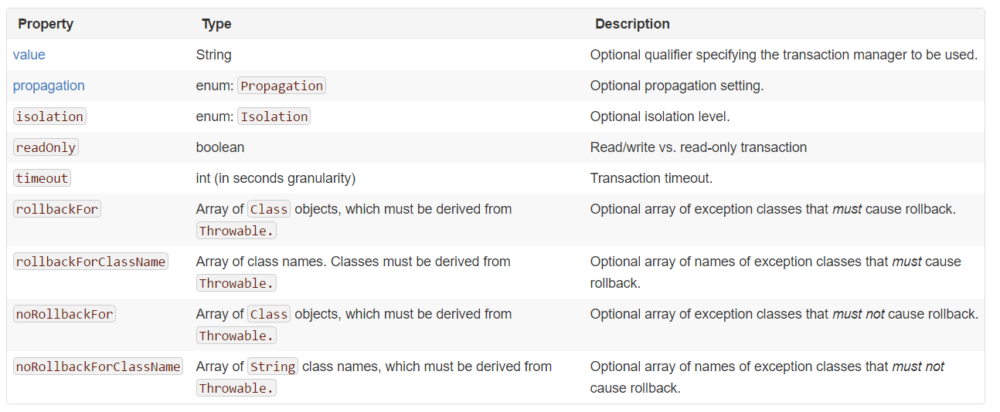 Property Type Description
value String Optional qualifier specifying the transaction manager to be used.
propagation enum: Propagation Optional propagation setting.
isolation enum: Isolation Optional isolation level.
readOnly boolean Read/write vs. read-only transaction
timeout int (in seconds granularity) Transaction timeout.
rollbackFor Array of Class objects, which must be derived from Optional array of exception classes that must cause rollback.
Throwable.
rollbackForClassName Array of class names. Classes must be derived from Optional array of names of exception classes that must cause
Throwable. rollback.
noRollbackFor Array of Class objects, which must be derived from Optional array of exception classes that must not cause rollback.
Throwable.
noRollbackForClassName Array of String class names, which must be derived from Optional array of names of exception classes that must not
Throwable. cause rollback.